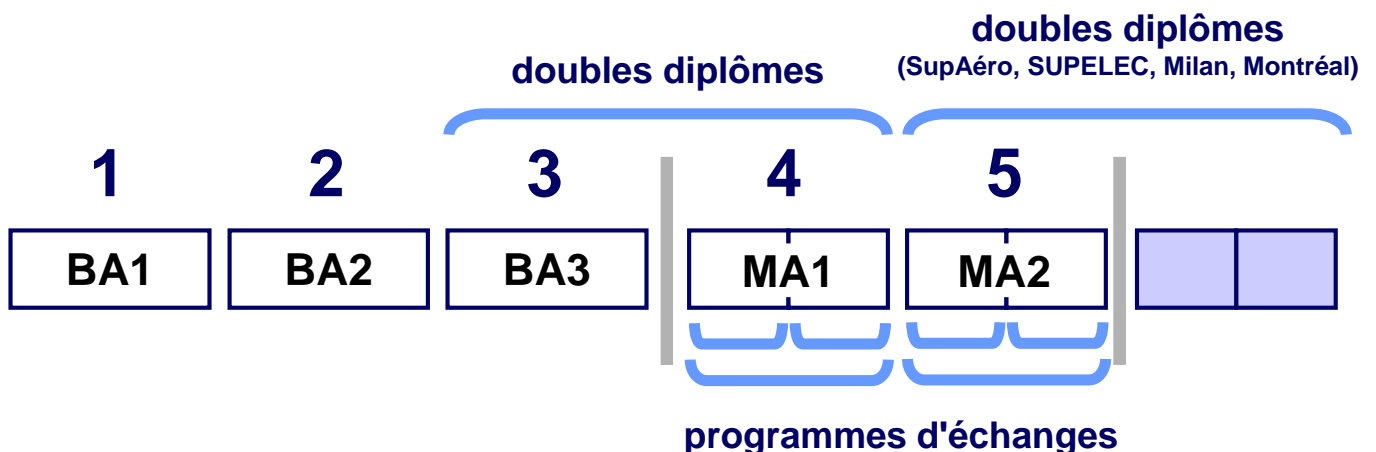 doubles diplômes
doubles diplômes
(SupAéro, SUPELEC, Milan, Montréal)
1 2 3 4 5
BA1 BA2 BA3 MA1 MA2
programmes d'échanges